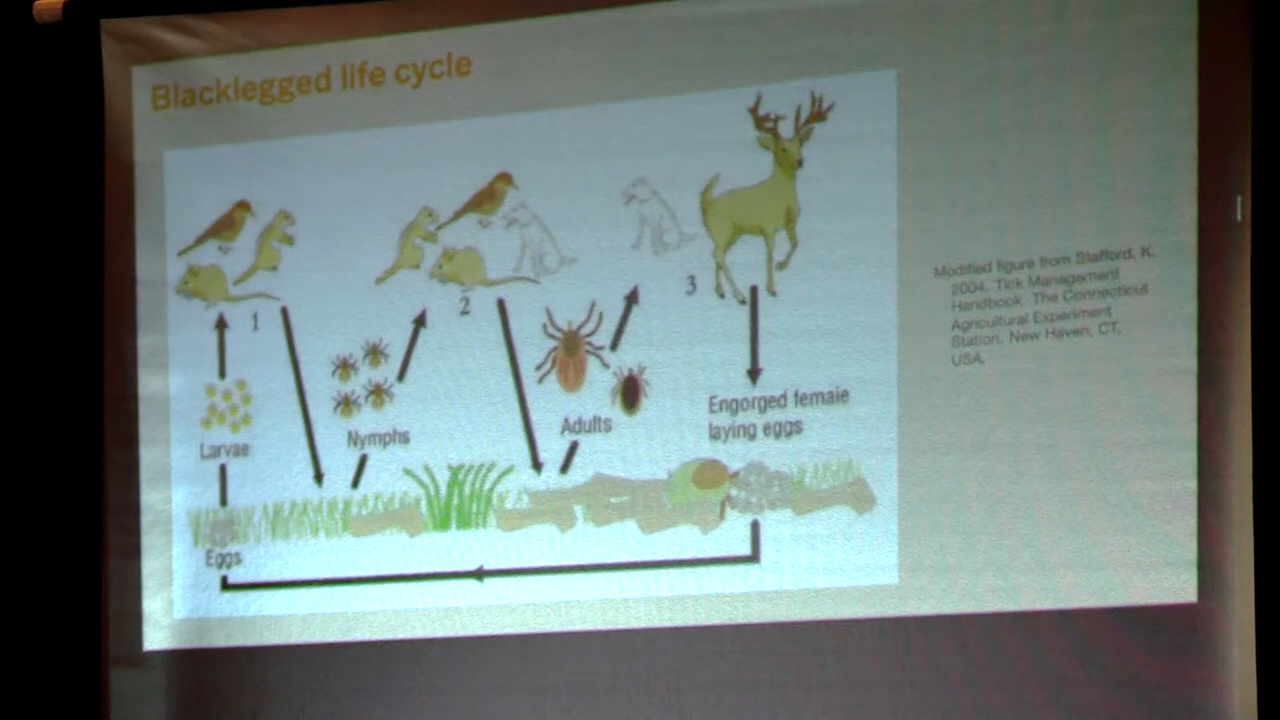 Blacklegged life cycle
1
2
3
Larvae
Nymphs
Adults
Engorged female
laying eggs
Eggs
Modified figure from Stafford, K.
2004. Tick Management
Handbook. The Connecticut
Agricultural Experiment
Station. New Haven, CT,
USA.